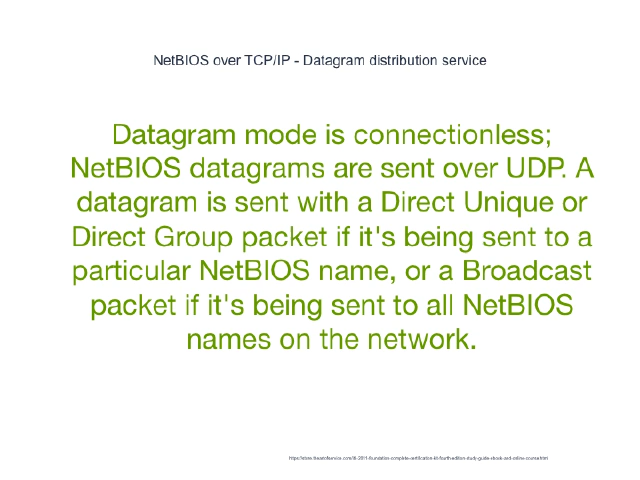 NetBIOS over TCP/IP - Datagram distribution service
Datagram mode is connectionless;
NetBIOS datagrams are sent over UDP. A
datagram is sent with a Direct Unique or
Direct Group packet if it's being sent to a
particular NetBIOS name, or a Broadcast
packet if it's being sent to all NetBIOS
names on the network.